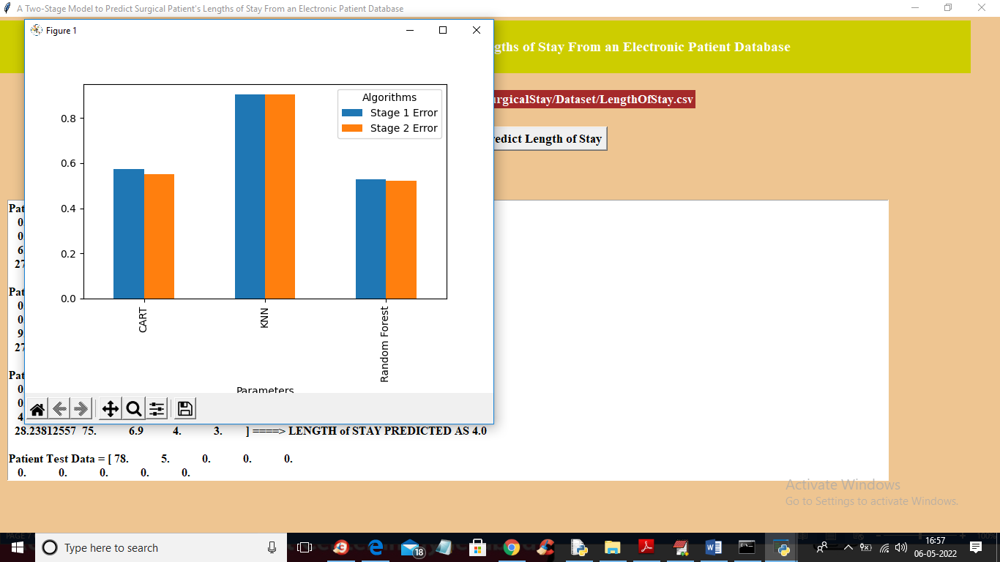 A Two-Stage Model to Predict Surgical Patient's Lengths of Stay From an Electronic Patient Database
Figure 1
gths of Stay From an Electronic Patient Database
urgicalStay/Dataset/LengthOfStay.csv
redict Length of Stay
Algorithms
Stage 1 Error
Stage 2 Error
0.8
0.6
0.4
0.2
0.0
CART
KNN
Random Forest
Parameters
Pat
0
0
6
27
Pat
0
0
9
27
Pat
0
0
4
28.23812557 75. 6.9 4. 3. ] ====> LENGTH of STAY PREDICTED AS 4.0
Patient Test Data = [ 78. 5. 0. 0. 0.
0. 0. 0. 0. 0.
Activate Windows
Go to Settings to activate Windows.
Type here to search
18
16:57
06-05-2022